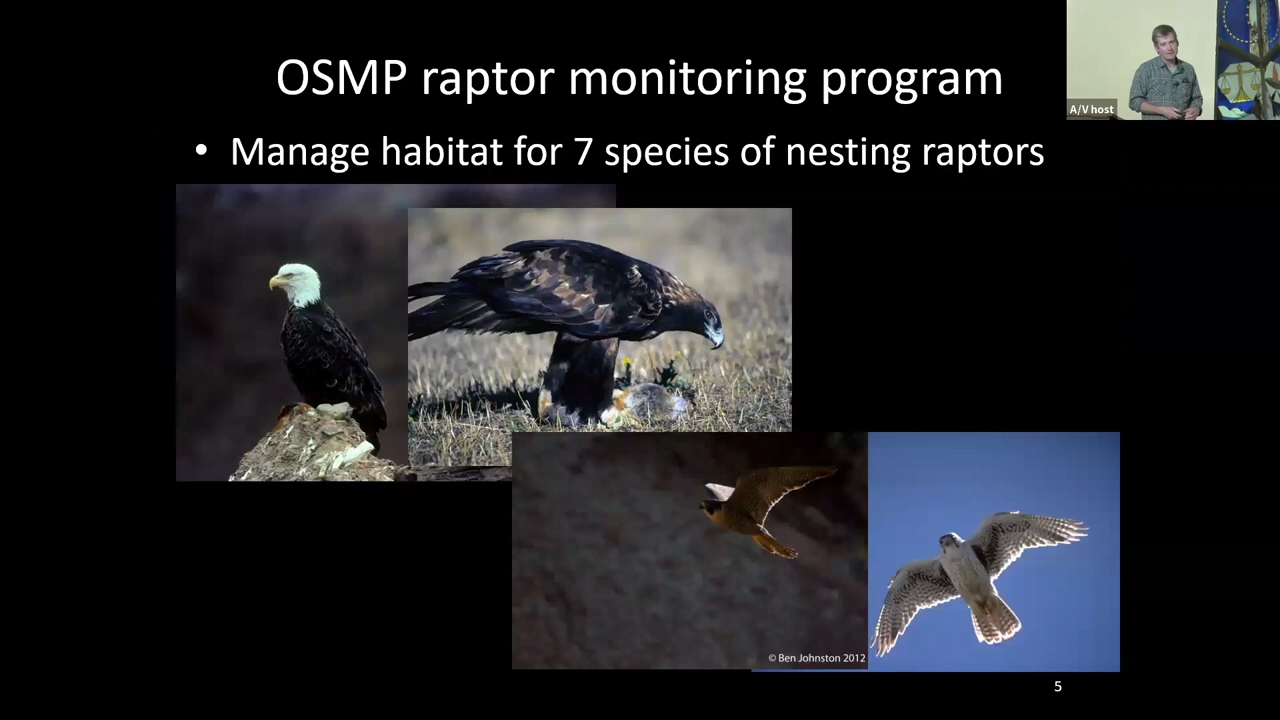 OSMP raptor monitoring program
A/V host
• Manage habitat for 7 species of nesting raptors
© Ben Johnston 2012
5